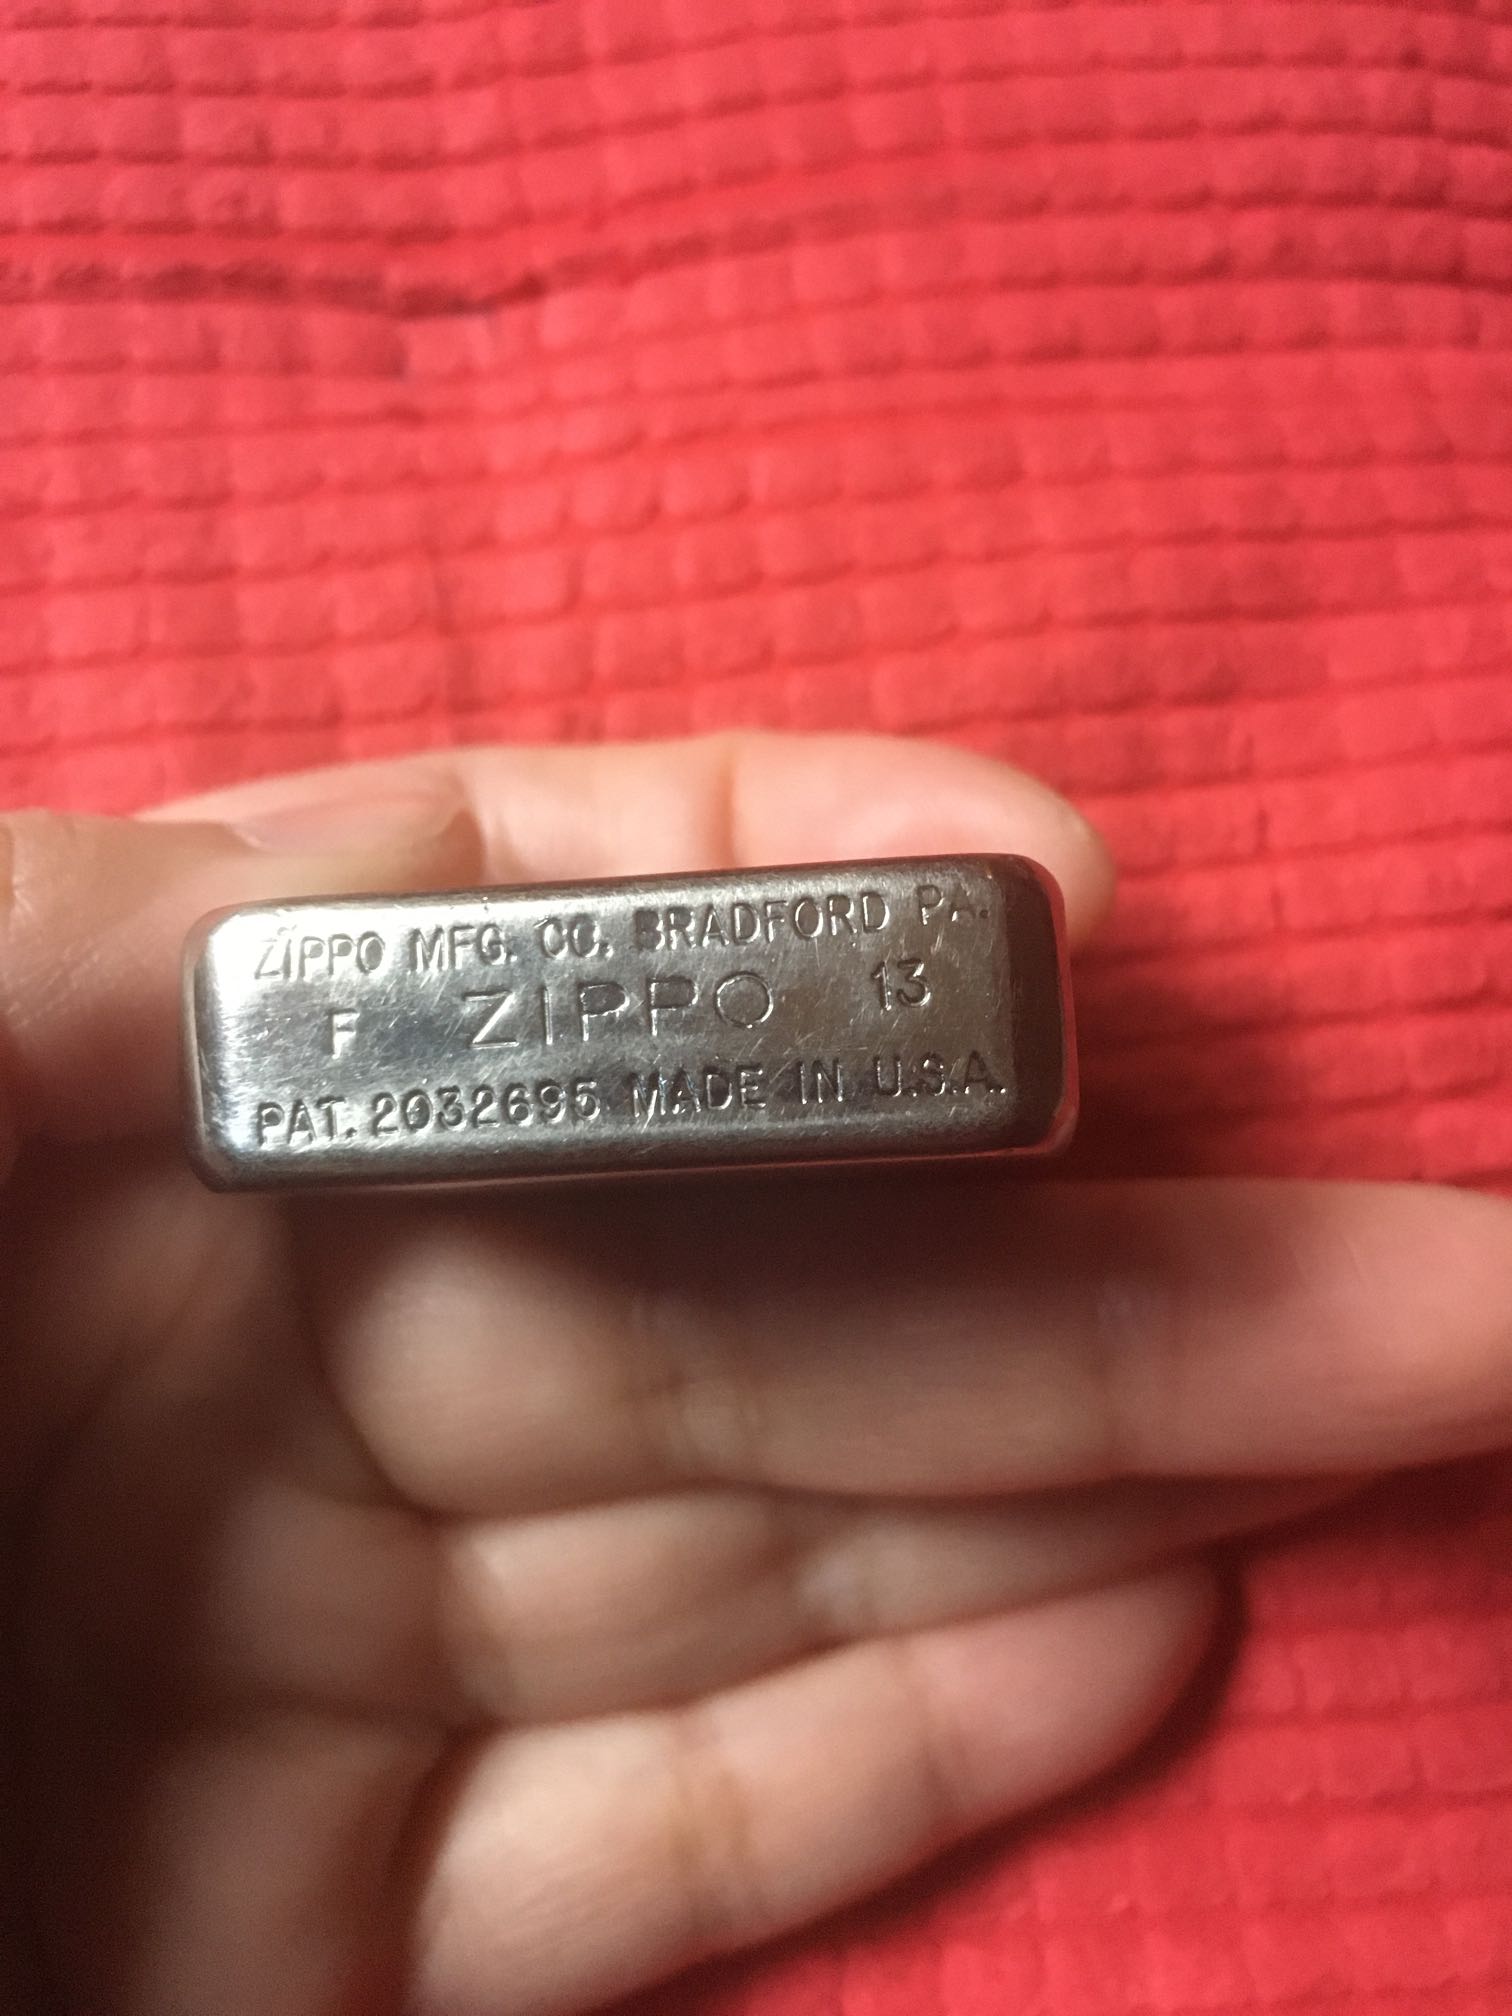 ZIPPO MFG. CO. BRADFORD PA.
F ZIPPO 13
PAT. 2032695 MADE IN U.S.A.